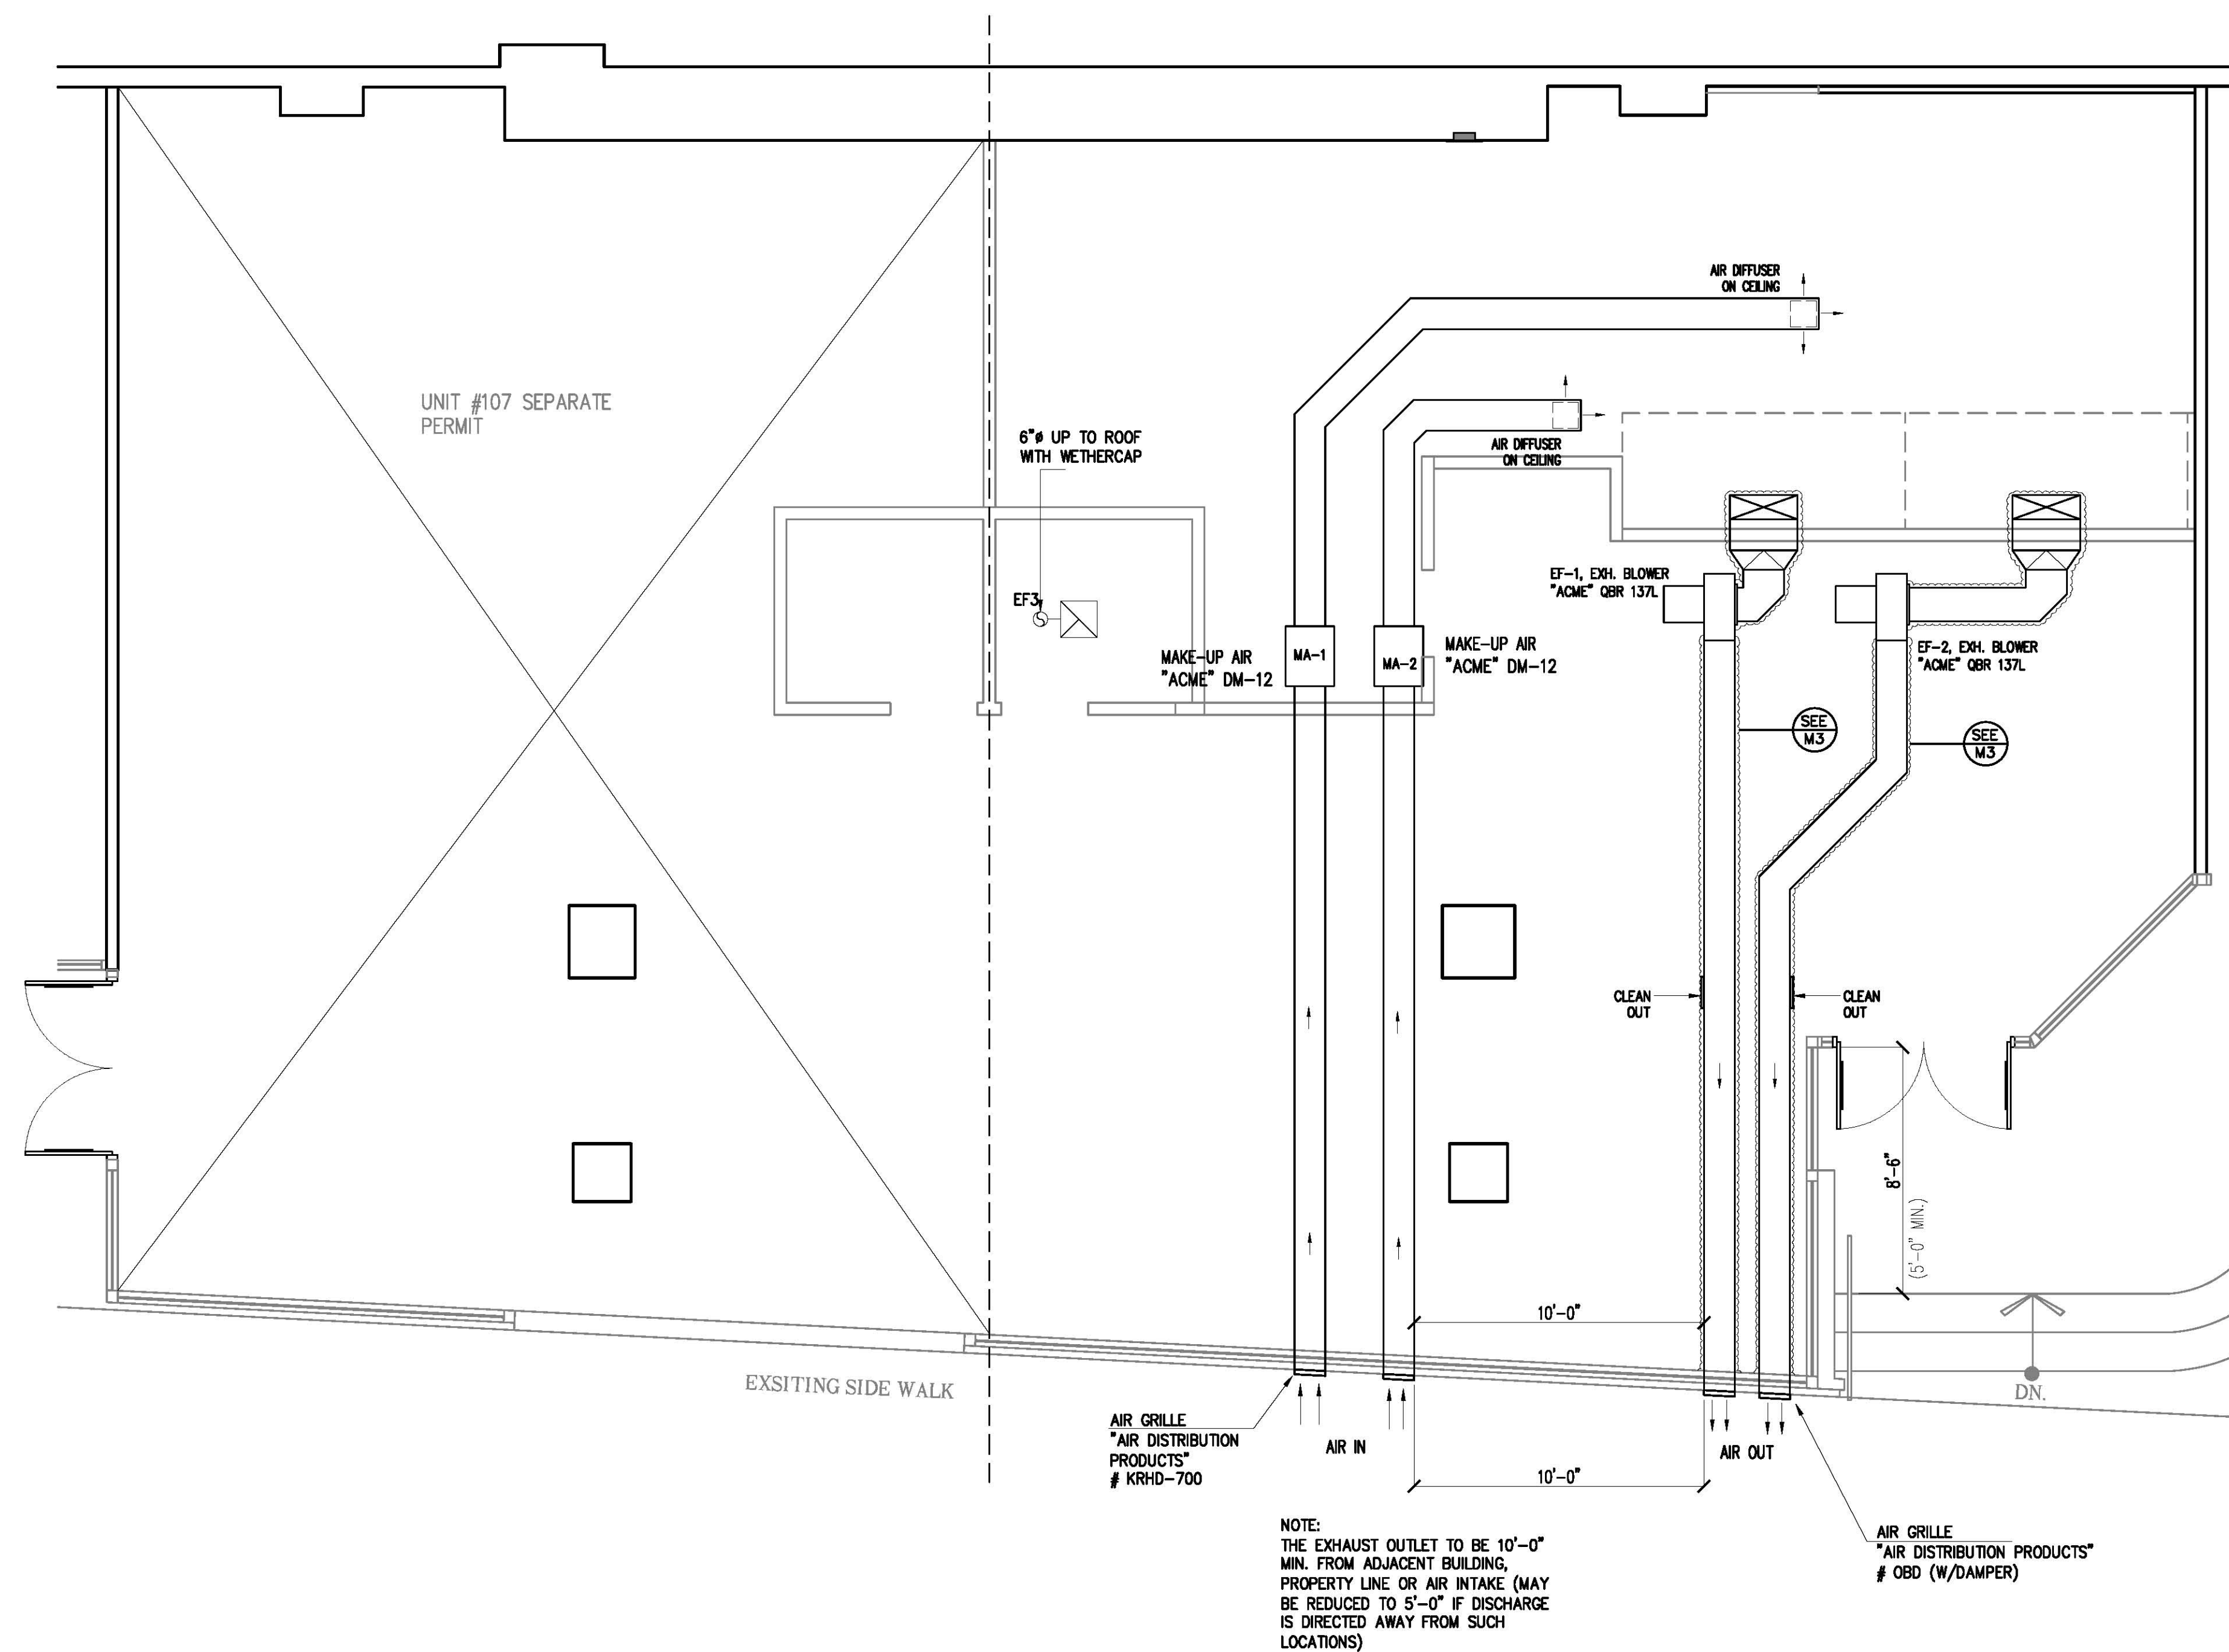 AIR DIFFUSER
ON CEILING
UNIT #107 SEPARATE
PERMIT
6"ø UP TO ROOF
WITH WETHERCAP
AIR DIFFUSER
ON CEILING
EF-1, EXH. BLOWER
"ACME" QBR 137L
EF3
MAKE-UP AIR
"ACME" DM-12
MA-1
MA-2
MAKE-UP AIR
"ACME" DM-12
EF-2, EXH. BLOWER
"ACME" QBR 137L
SEE
M3
SEE
M3
CLEAN
OUT
CLEAN
OUT
8'-6"
(5'-0" MIN.)
10'-0"
EXSITING SIDE WALK
DN.
AIR GRILLE
"AIR DISTRIBUTION
PRODUCTS"
# KRHD-700
AIR IN
AIR OUT
10'-0"
NOTE:
THE EXHAUST OUTLET TO BE 10'-0"
MIN. FROM ADJACENT BUILDING,
PROPERTY LINE OR AIR INTAKE (MAY
BE REDUCED TO 5'-0" IF DISCHARGE
IS DIRECTED AWAY FROM SUCH
LOCATIONS)
AIR GRILLE
"AIR DISTRIBUTION PRODUCTS"
# OBD (W/DAMPER)